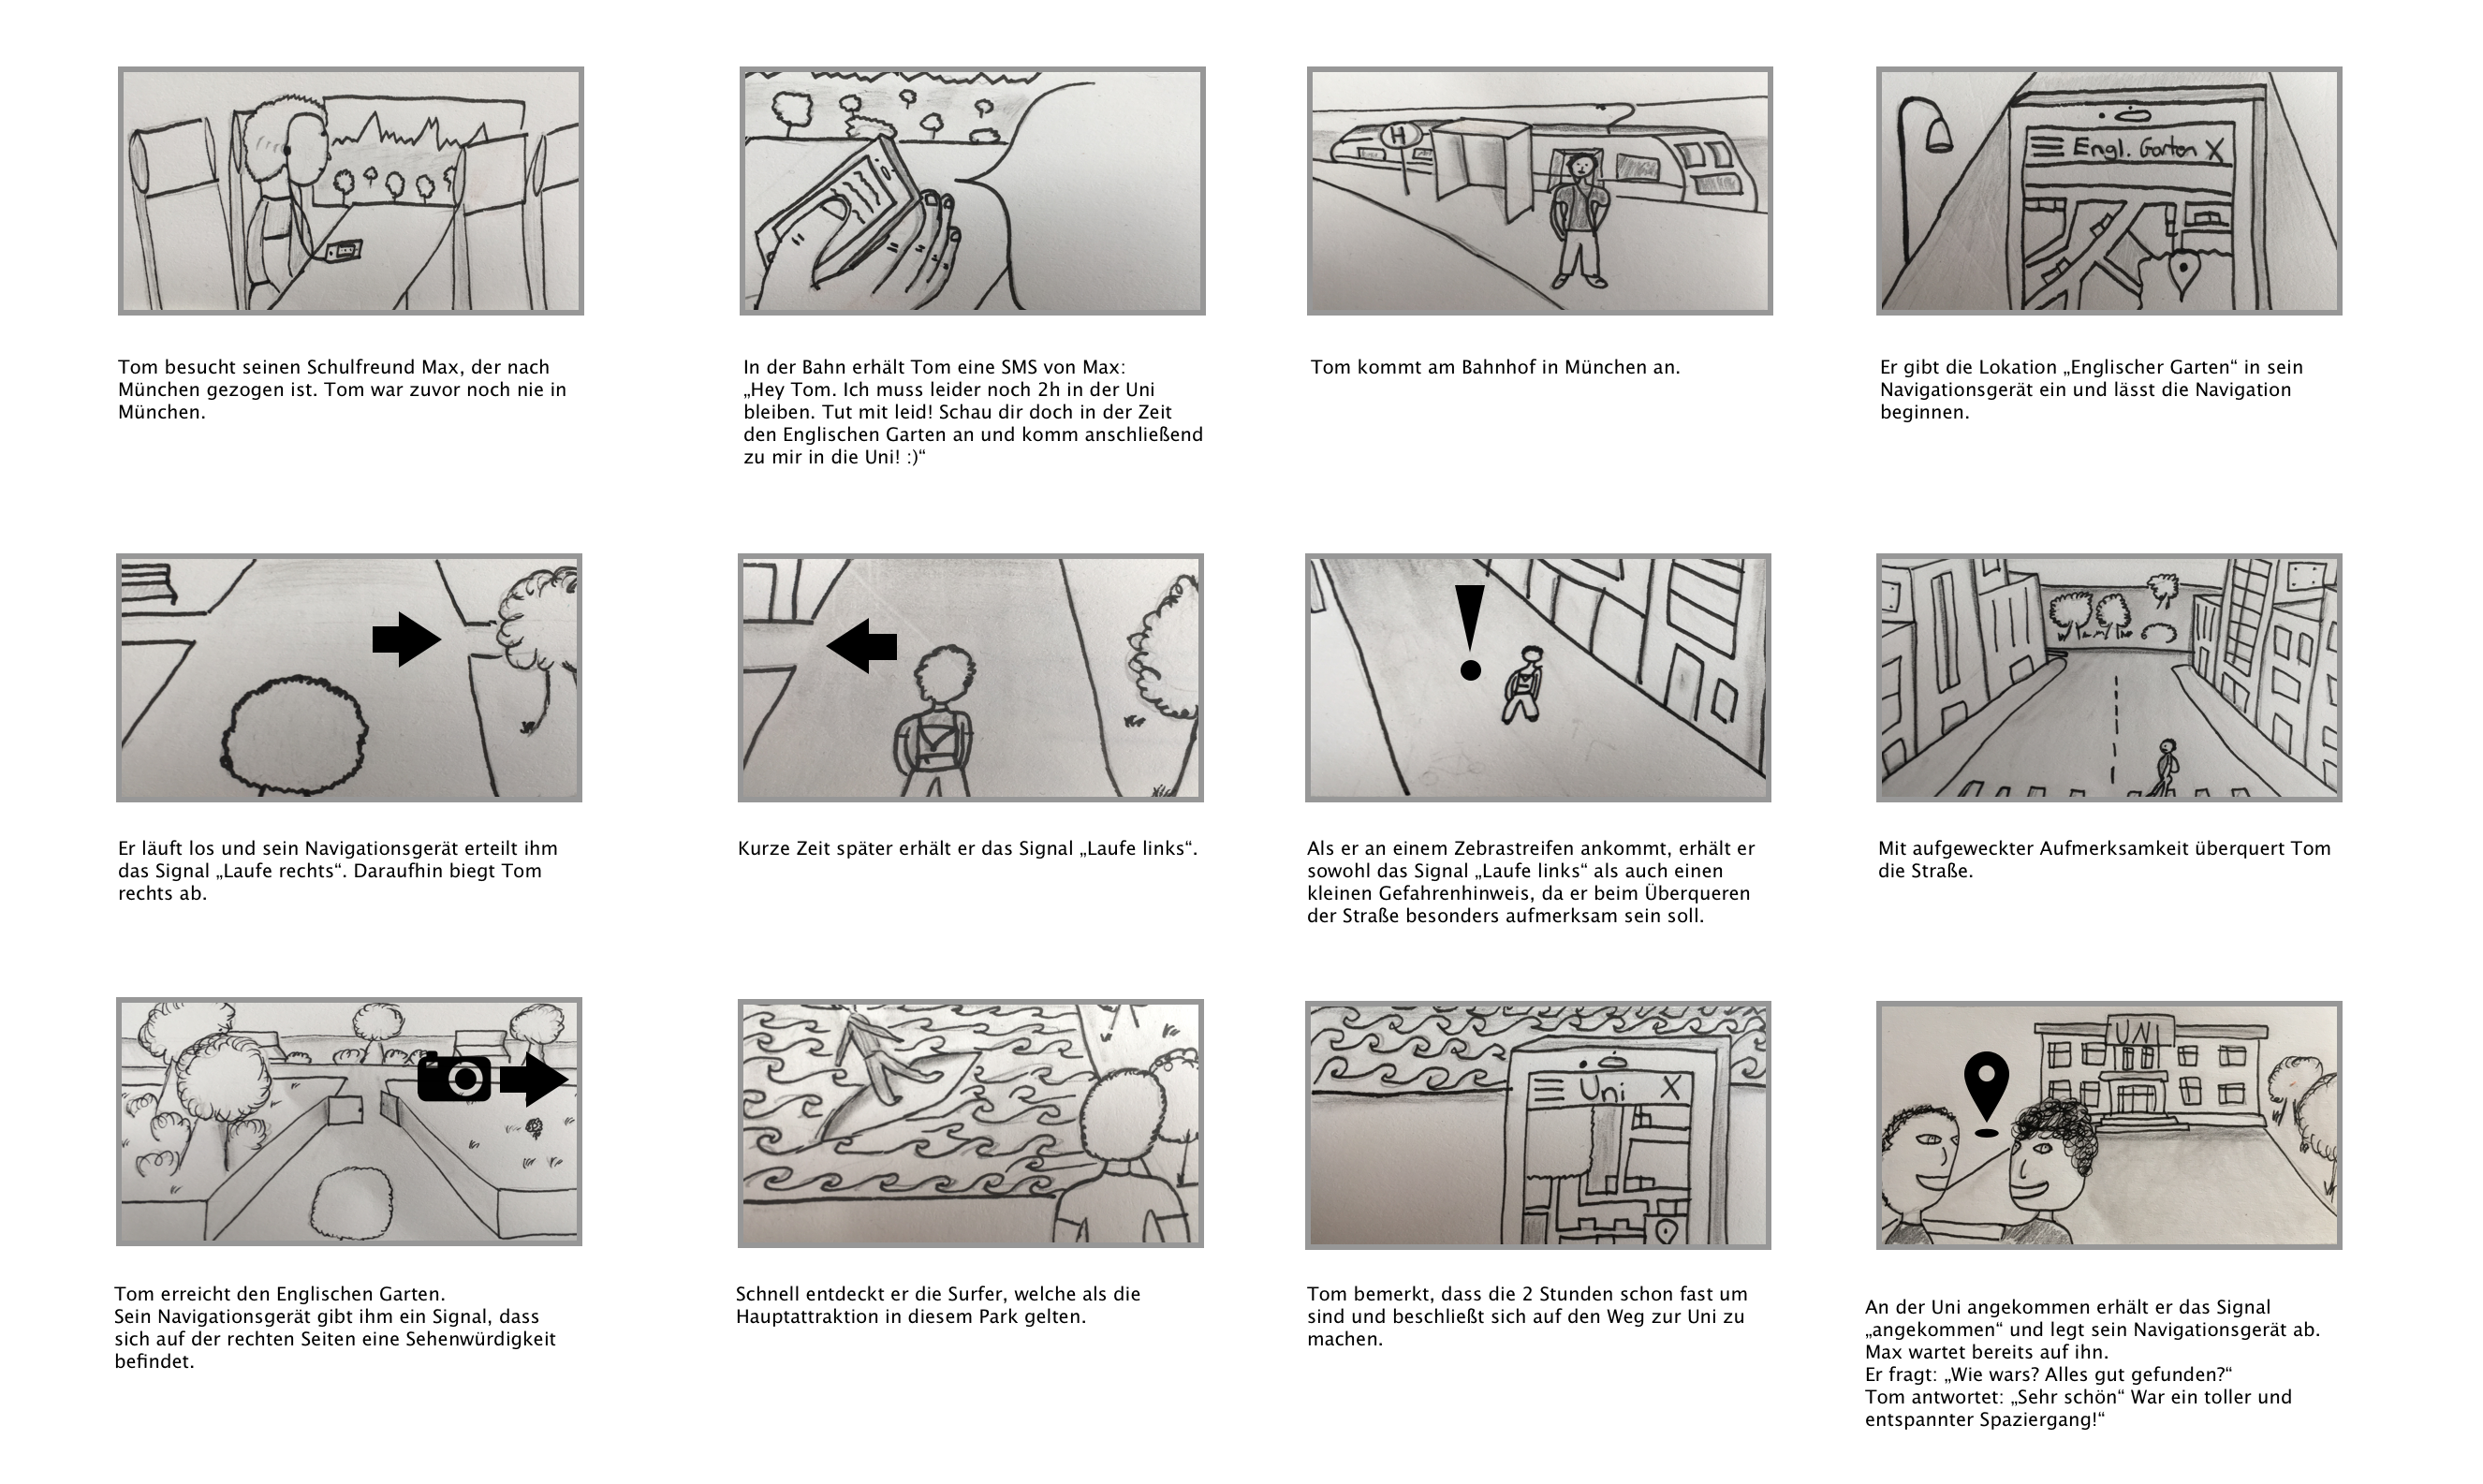 H
Engl. Garten X
Tom besucht seinen Schulfreund Max, der nach
München gezogen ist. Tom war zuvor noch nie in
München.
In der Bahn erhält Tom eine SMS von Max:
„Hey Tom. Ich muss leider noch 2h in der Uni
bleiben. Tut mit leid! Schau dir doch in der Zeit
den Englischen Garten an und komm anschließend
zu mir in die Uni! :)“
Tom kommt am Bahnhof in München an.
Er gibt die Lokation „Englischer Garten“ in sein
Navigationsgerät ein und lässt die Navigation
beginnen.
Er läuft los und sein Navigationsgerät erteilt ihm
das Signal „Laufe rechts“. Daraufhin biegt Tom
rechts ab.
Kurze Zeit später erhält er das Signal „Laufe links“.
Als er an einem Zebrastreifen ankommt, erhält er
sowohl das Signal „Laufe links“ als auch einen
kleinen Gefahrenhinweis, da er beim Überqueren
der Straße besonders aufmerksam sein soll.
Mit aufgeweckter Aufmerksamkeit überquert Tom
die Straße.
Uni X
UNI
Tom erreicht den Englischen Garten.
Sein Navigationsgerät gibt ihm ein Signal, dass
sich auf der rechten Seiten eine Sehenwürdigkeit
befindet.
Schnell entdeckt er die Surfer, welche als die
Hauptattraktion in diesem Park gelten.
Tom bemerkt, dass die 2 Stunden schon fast um
sind und beschließt sich auf den Weg zur Uni zu
machen.
An der Uni angekommen erhält er das Signal
„angekommen“ und legt sein Navigationsgerät ab.
Max wartet bereits auf ihn.
Er fragt: „Wie wars? Alles gut gefunden?“
Tom antwortet: „Sehr schön“ War ein toller und
entspannter Spaziergang!“